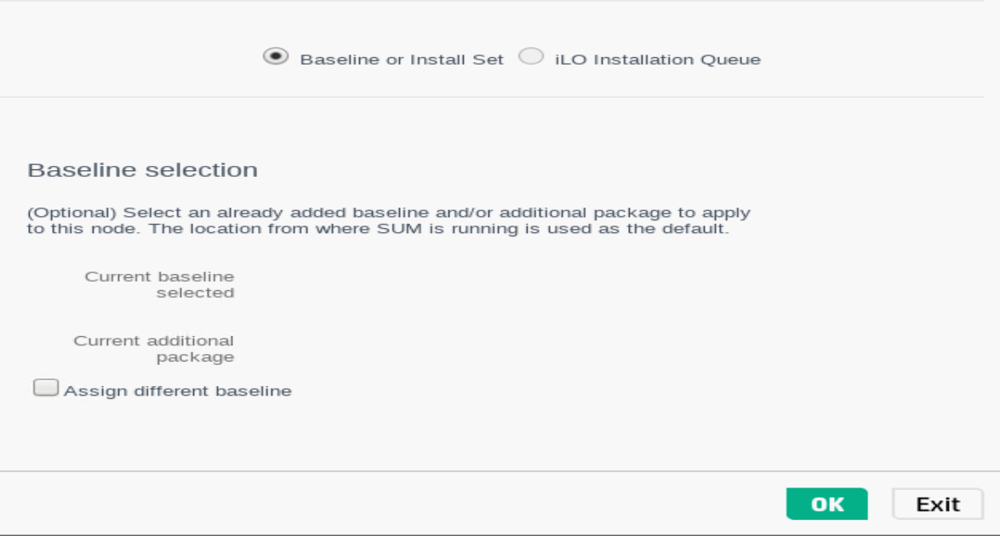 Baseline or Install Set iLO Installation Queue
Baseline selection
(Optional) Select an already added baseline and/or additional package to apply
to this node. The location from where SUM is running is used as the default.
Current baseline
selected
Current additional
package
Assign different baseline
OK Exit